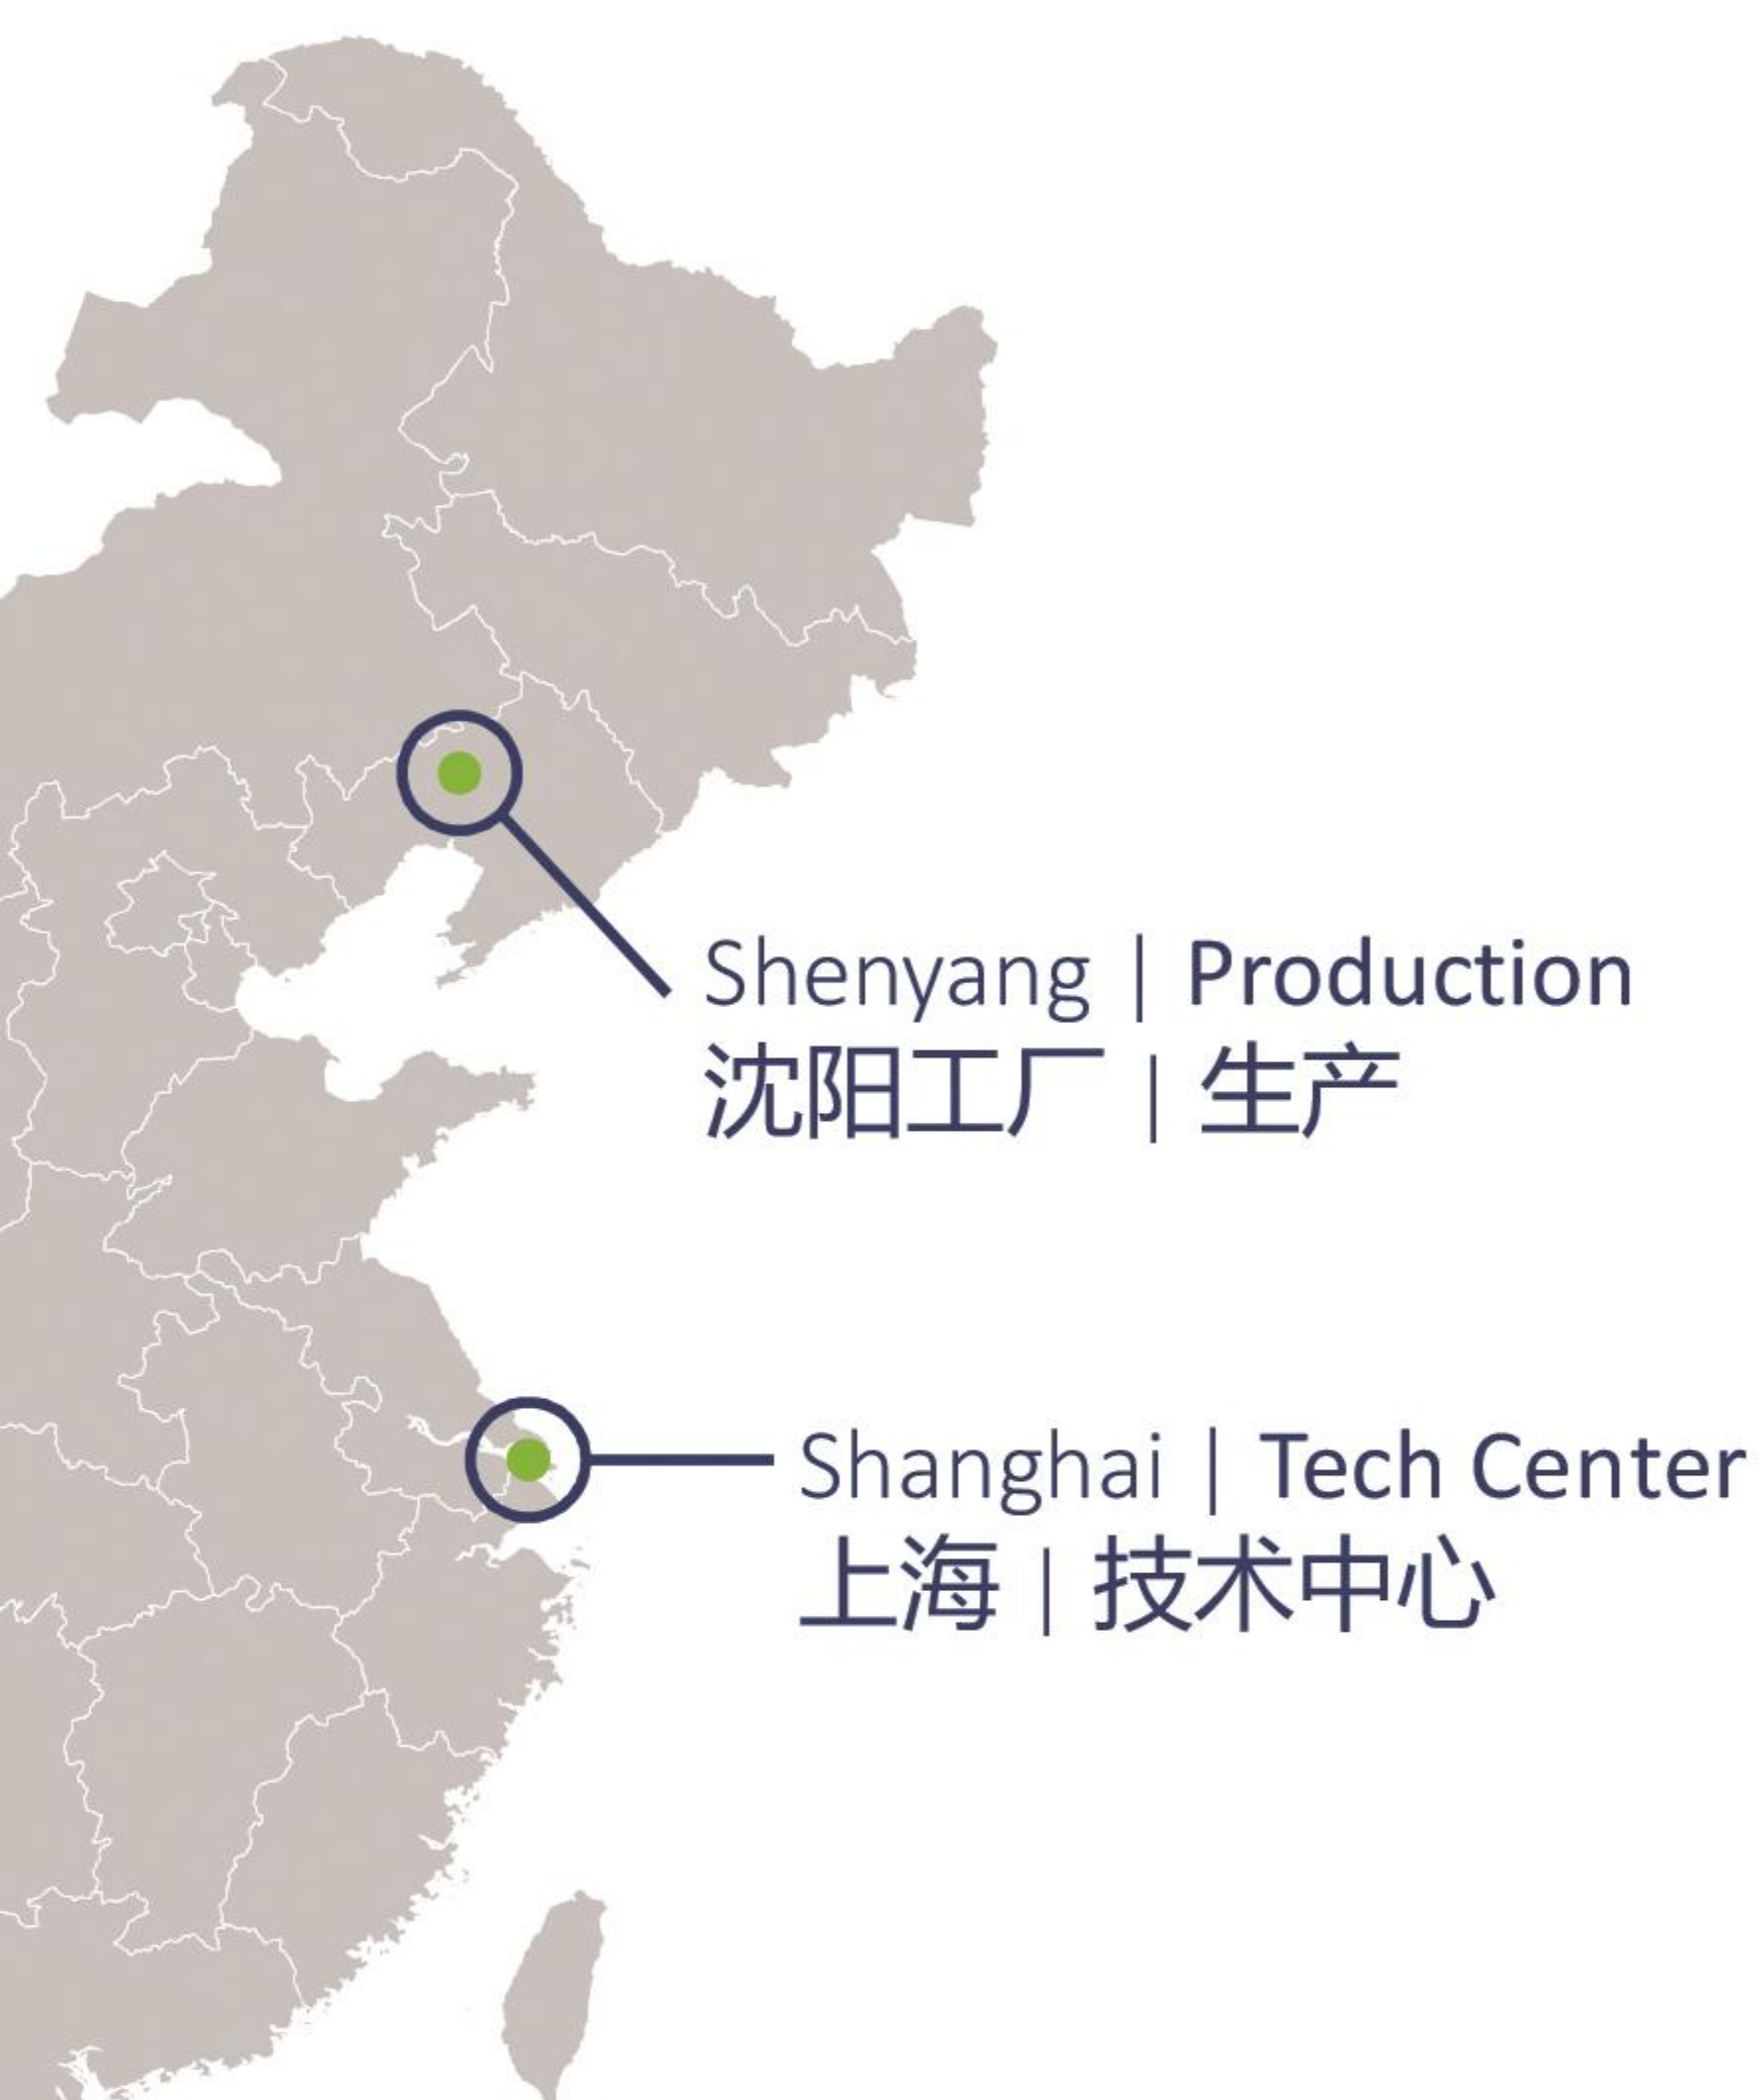 Shenyang | Production
沈阳工厂 | 生产
Shanghai | Tech Center
上海 | 技术中心